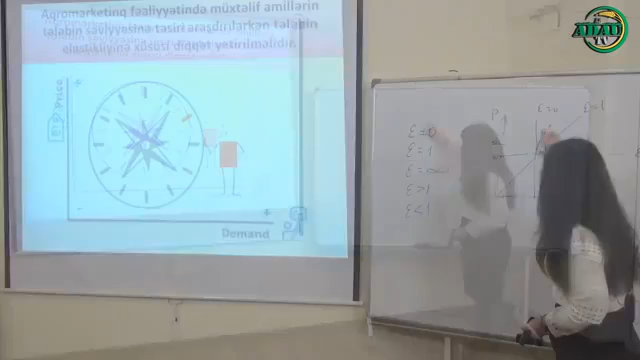 Aqromarketinq fəaliyyətində müxtəlif amillərin
tələbin səviyyəsinə təsiri araşdırılarkən tələbin
elastikliyinə xüsusi diqqət yetirilməlidir.
Price
Demand
ε=0
ε=1
ε=∞
ε>1
ε<1
P
ε=0
ε=1